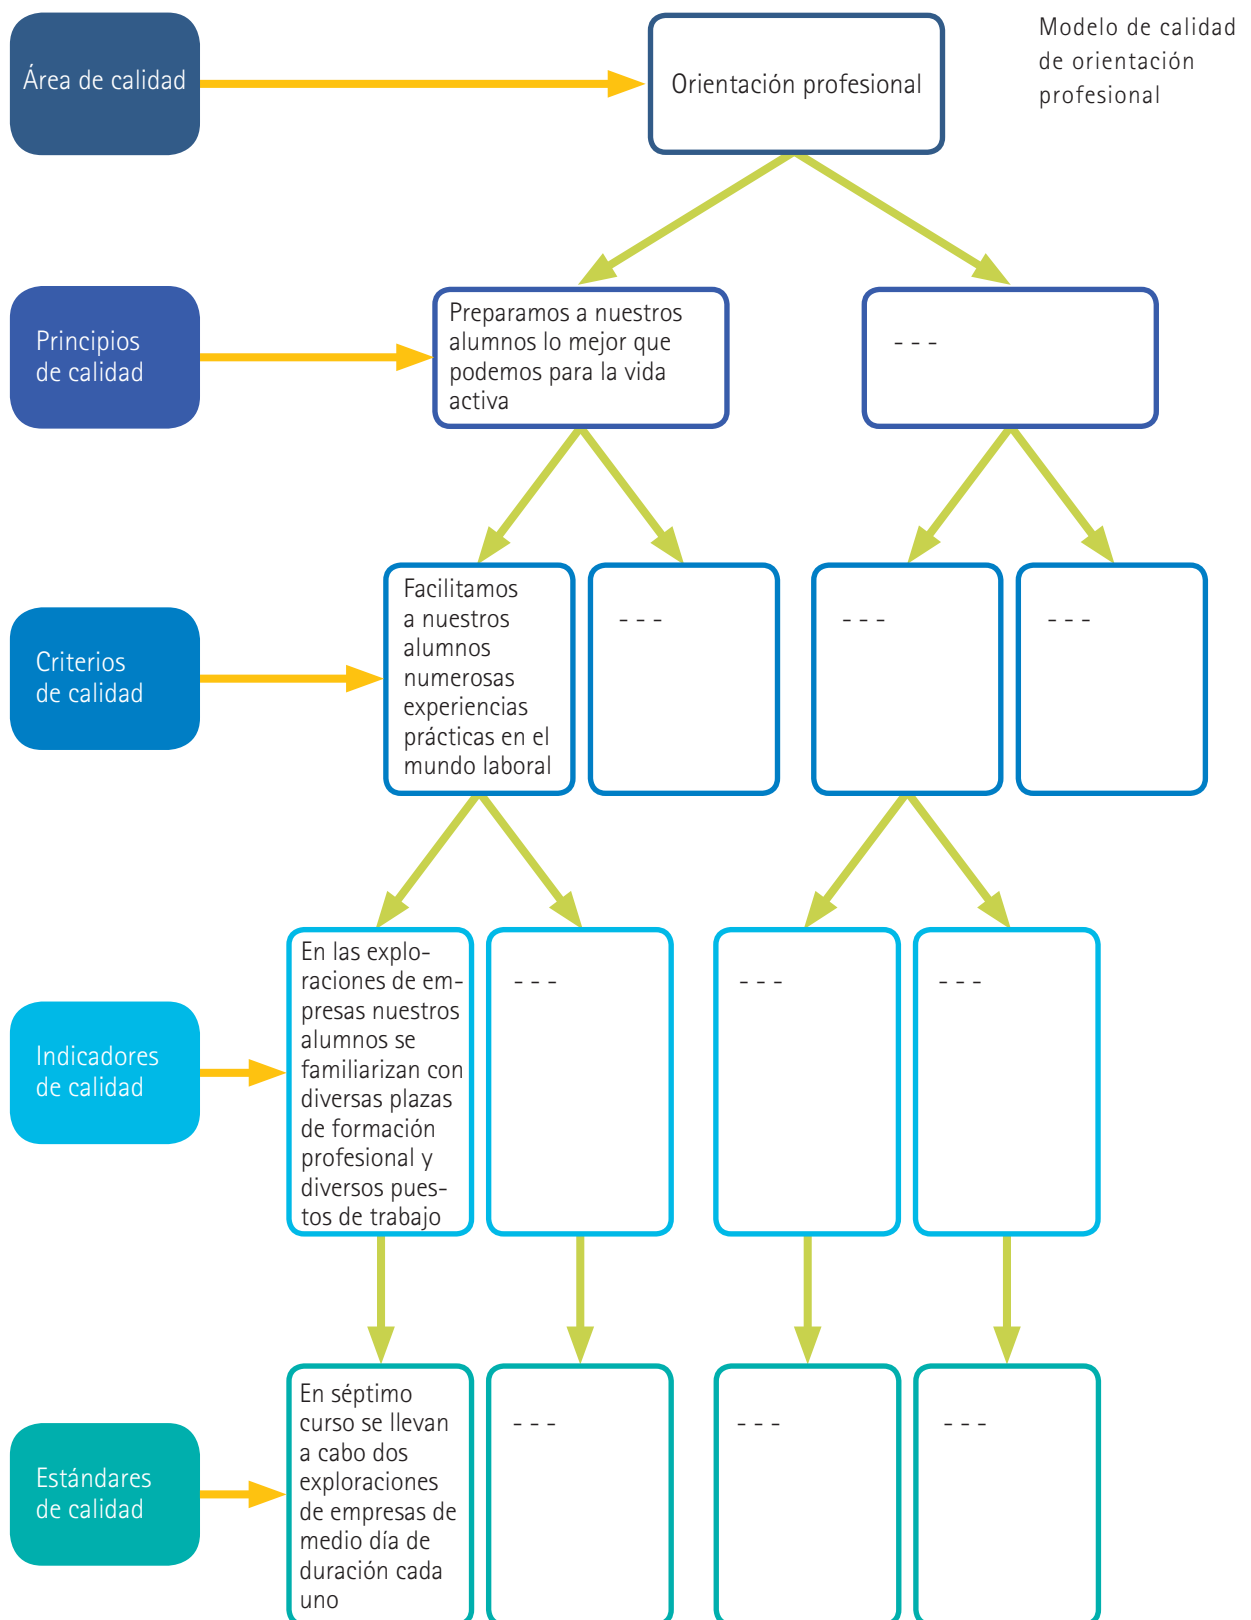 Área de calidad
Orientación profesional
Modelo de calidad
de orientación
profesional
Principios
de calidad
Preparamos a nuestros
alumnos lo mejor que
podemos para la vida
activa
- - -
Criterios
de calidad
Facilitamos
a nuestros
alumnos
numerosas
experiencias
prácticas en el
mundo laboral
- - -
- - -
- - -
Indicadores
de calidad
En las explo-
raciones de em-
presas nuestros
alumnos se
familiarizan con
diversas plazas
de formación
profesional y
diversos pues-
tos de trabajo
- - -
- - -
- - -
Estándares
de calidad
En séptimo
curso se llevan
a cabo dos
exploraciones
de empresas de
medio día de
duración cada
uno
- - -
- - -
- - -